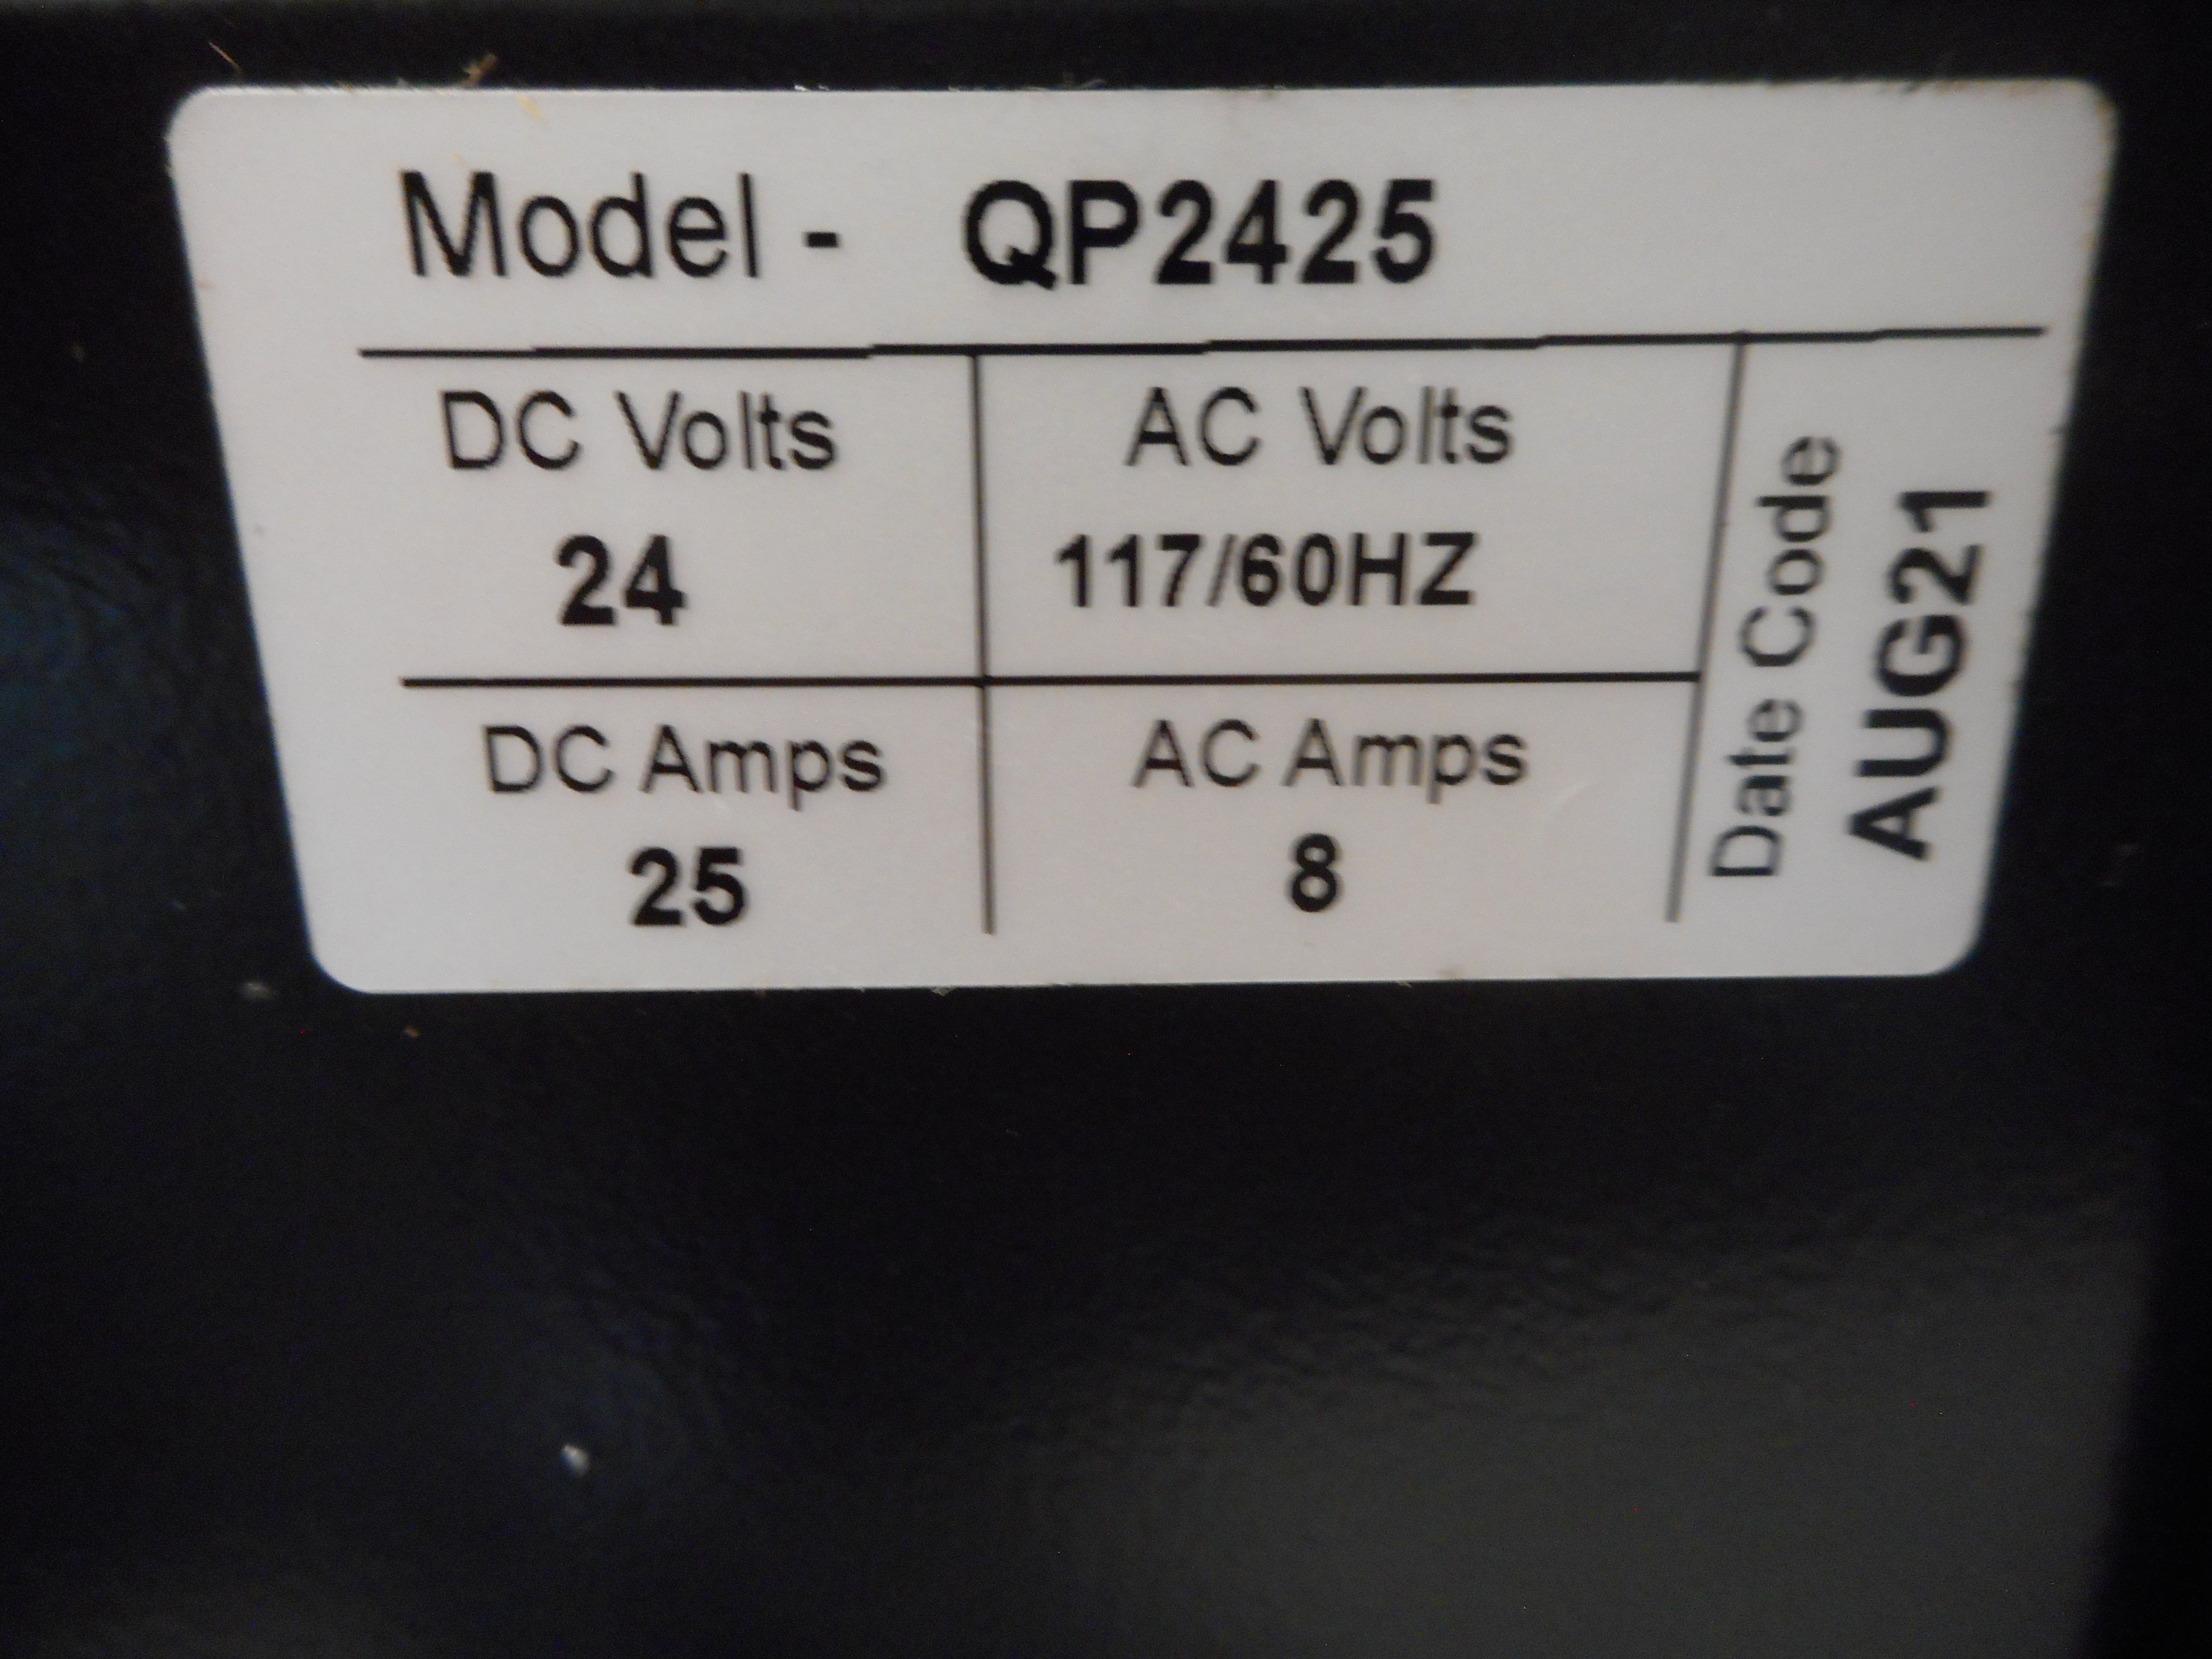 Model - QP2425
DC Volts
24
AC Volts
117/60HZ
DC Amps
25
AC Amps
8
Date Code
AUG21